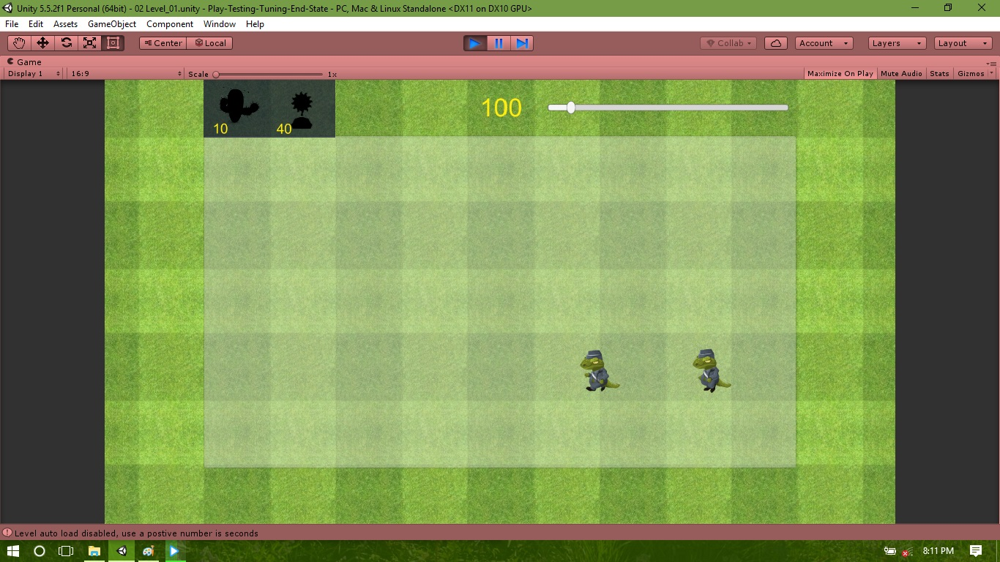 Unity 5.5.2f1 Personal (64bit) - 02 Level_01.unity - Play-Testing-Tuning-End-State - PC, Mac & Linux Standalone <DX11 on DX10 GPU>
File Edit Assets GameObject Component Window Help
Center Local Collab Account Layers Layout
Game
Display 1 16:9 Scale 1x Maximize On Play Mute Audio Stats Gizmos
100
10 40
Level auto load disabled, use a postive number is seconds
8:11 PM